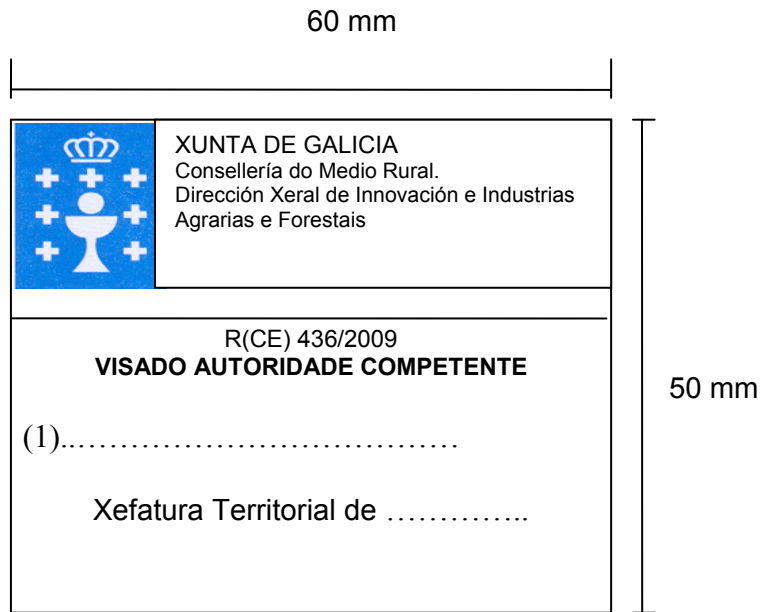 60 mm
XUNTA DE GALICIA
Consellería do Medio Rural.
Dirección Xeral de Innovación e Industrias
Agrarias e Forestais
R(CE) 436/2009
VISADO AUTORIDADE COMPETENTE
50 mm
(1)..………………………………
Xefatura Territorial de …………..